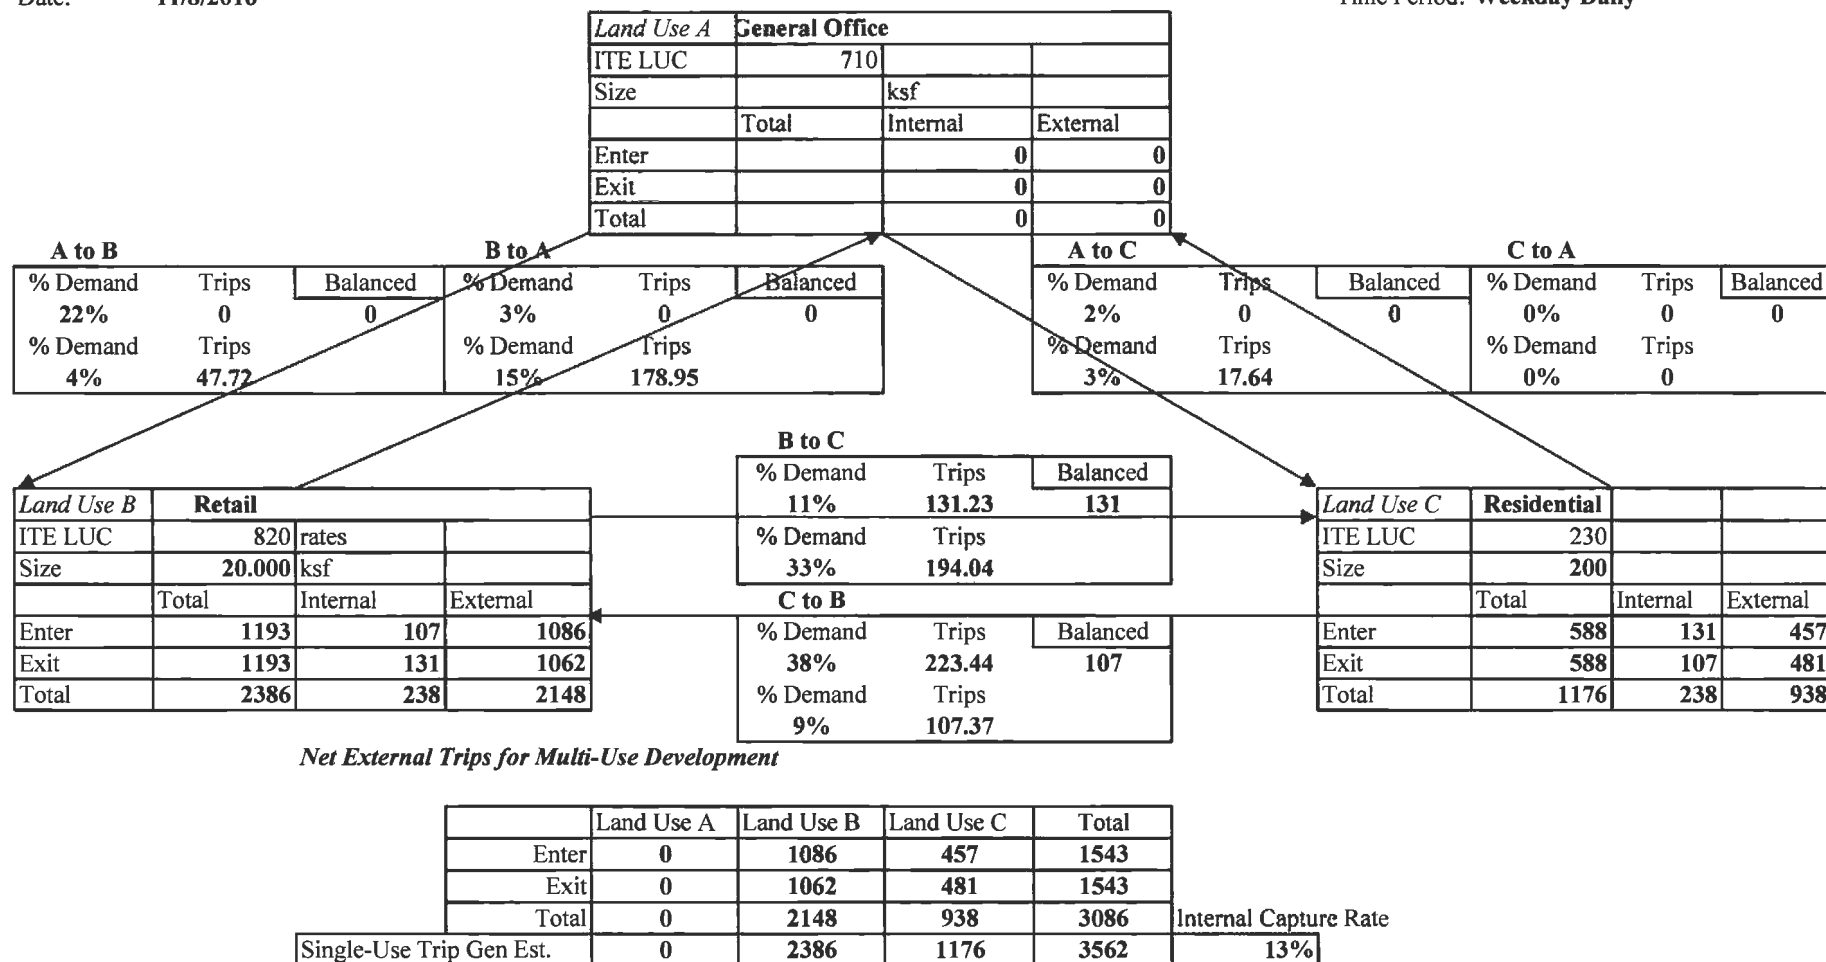 Date: 11/8/2016 Time Period: Weekday Daily
Land Use A General Office
ITE LUC 710
Size ksf
Total Internal External
Enter 0 0
Exit 0 0
Total 0 0
A to B B to A A to C C to A
% Demand Trips Balanced % Demand Trips Balanced % Demand Trips Balanced % Demand Trips Balanced
22% 0 0 3% 0 0 2% 0 0 0% 0 0
% Demand Trips % Demand Trips % Demand Trips % Demand Trips
4% 47.72 15% 178.95 3% 17.64 0% 0
B to C
% Demand Trips Balanced
Land Use B Retail 11% 131.23 131 Land Use C Residential
ITE LUC 820 rates % Demand Trips ITE LUC 230
Size 20.000 ksf 33% 194.04 Size 200
Total Internal External C to B Total Internal External
Enter 1193 107 1086 % Demand Trips Balanced Enter 588 131 457
Exit 1193 131 1062 38% 223.44 107 Exit 588 107 481
Total 2386 238 2148 % Demand Trips Total 1176 238 938
9% 107.37
Net External Trips for Multi-Use Development
Land Use A Land Use B Land Use C Total
Enter 0 1086 457 1543
Exit 0 1062 481 1543
Total 0 2148 938 3086 Internal Capture Rate
Single-Use Trip Gen Est. 0 2386 1176 3562 13%